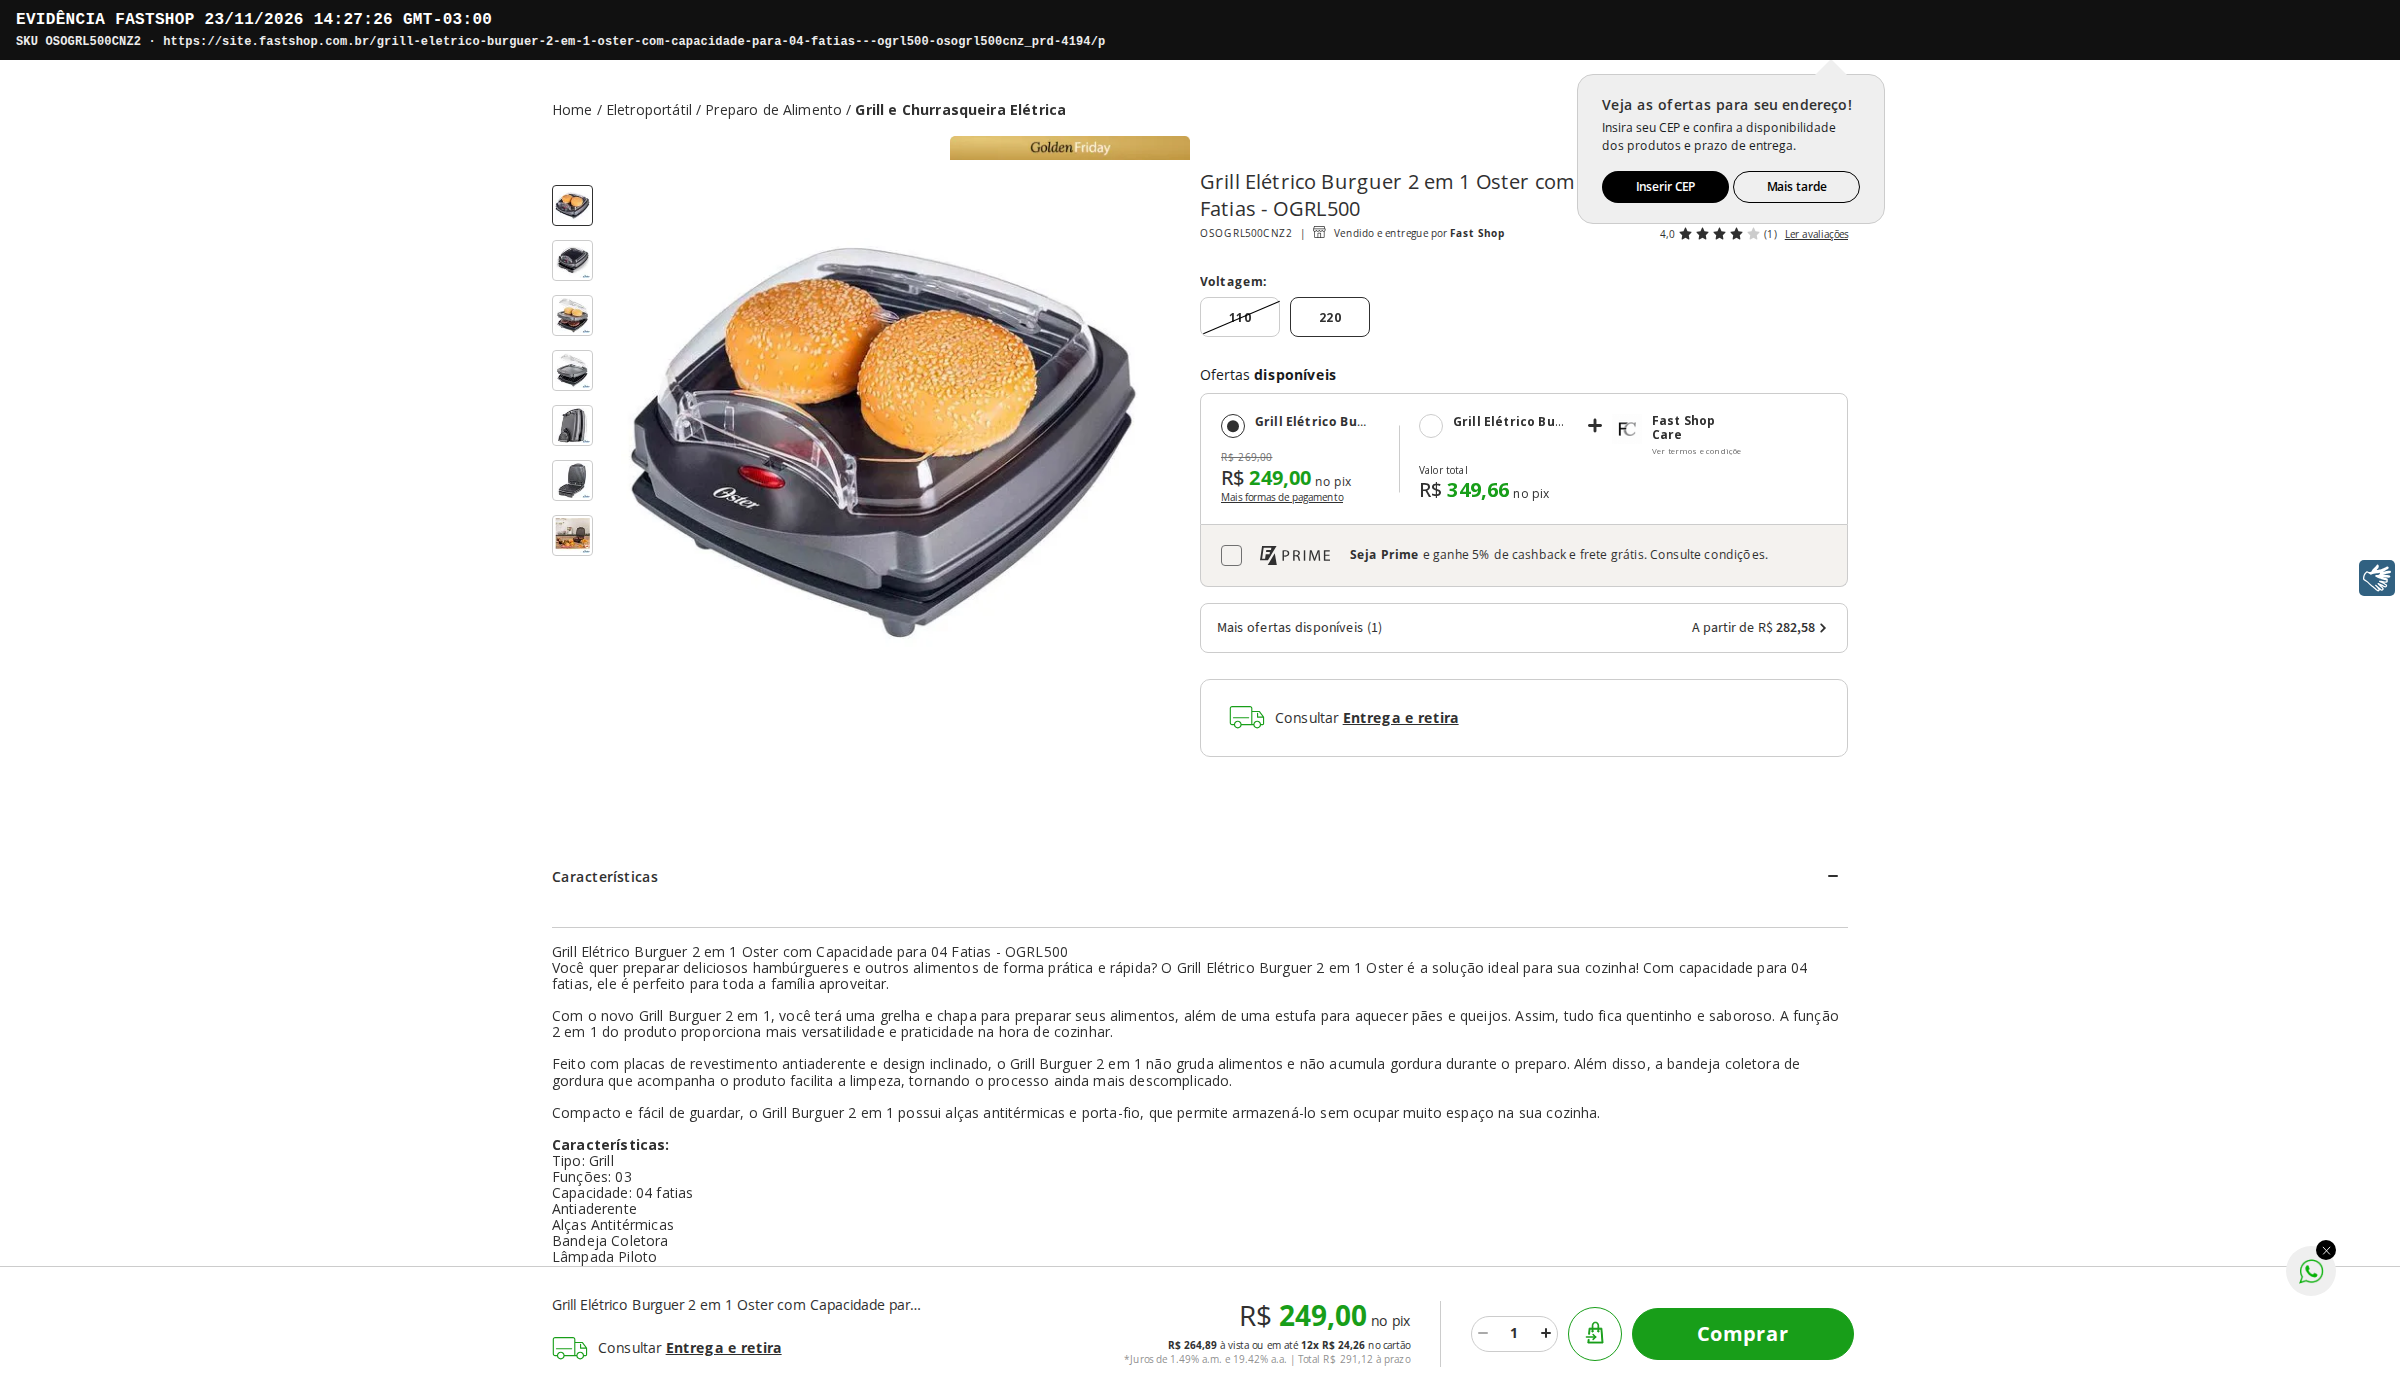 EVIDÊNCIA FASTSHOP 23/11/2026 14:27:26 GMT-03:00
SKU OSOGRL500CNZ2 · https://site.fastshop.com.br/grill-eletrico-burguer-2-em-1-oster-com-capacidade-para-04-fatias---ogrl500-osogrl500cnz_prd-4194/p
Veja as ofertas para seu endereço!
Insira seu CEP e confira a disponibilidade
dos produtos e prazo de entrega.
Inserir CEP
Mais tarde
Home / Eletroportátil / Preparo de Alimento / Grill e Churrasqueira Elétrica
Golden Friday
Grill Elétrico Burguer 2 em 1 Oster com
Fatias - OGRL500
OSOGRL500CNZ2 | Vendido e entregue por Fast Shop
4,0 (1) Ler avaliações
Voltagem:
110 220
Oster
Ofertas disponíveis
Grill Elétrico Bu...
R$ 269,00
R$ 249,00 no pix
Mais formas de pagamento
Grill Elétrico Bu...
+
FC
Fast Shop
Care
Ver termos e condiçõe
Valor total
R$ 349,66 no pix
PRIME Seja Prime e ganhe 5% de cashback e frete grátis. Consulte condições.
Mais ofertas disponíveis (1) A partir de R$ 282,58
Consultar Entrega e retira
Características
Grill Elétrico Burguer 2 em 1 Oster com Capacidade para 04 Fatias - OGRL500
Você quer preparar deliciosos hambúrgueres e outros alimentos de forma prática e rápida? O Grill Elétrico Burguer 2 em 1 Oster é a solução ideal para sua cozinha! Com capacidade para 04
fatias, ele é perfeito para toda a família aproveitar.
Com o novo Grill Burguer 2 em 1, você terá uma grelha e chapa para preparar seus alimentos, além de uma estufa para aquecer pães e queijos. Assim, tudo fica quentinho e saboroso. A função
2 em 1 do produto proporciona mais versatilidade e praticidade na hora de cozinhar.
Feito com placas de revestimento antiaderente e design inclinado, o Grill Burguer 2 em 1 não gruda alimentos e não acumula gordura durante o preparo. Além disso, a bandeja coletora de
gordura que acompanha o produto facilita a limpeza, tornando o processo ainda mais descomplicado.
Compacto e fácil de guardar, o Grill Burguer 2 em 1 possui alças antitérmicas e porta-fio, que permite armazená-lo sem ocupar muito espaço na sua cozinha.
Características:
Tipo: Grill
Funções: 03
Capacidade: 04 fatias
Antiaderente
Alças Antitérmicas
Bandeja Coletora
Lâmpada Piloto
Grill Elétrico Burguer 2 em 1 Oster com Capacidade par...
Consultar Entrega e retira
R$ 249,00 no pix
R$ 264,89 à vista ou em até 12x R$ 24,26 no cartão
*Juros de 1.49% a.m. e 19.42% a.a. | Total R$ 291,12 à prazo
− 1 +
Comprar